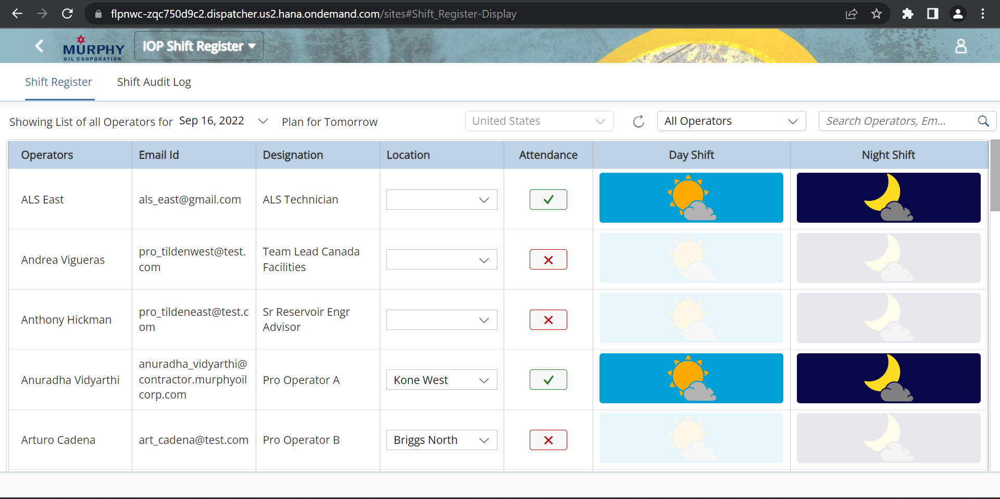 flpnwc-zqc750d9c2.dispatcher.us2.hana.ondemand.com/sites#Shift_Register-Display
MURPHY
OIL CORPORATION
IOP Shift Register
Shift Register
Shift Audit Log
Showing List of all Operators for
Sep 16, 2022
Plan for Tomorrow
United States
All Operators
Search Operators, Em...
Operators
Email Id
Designation
Location
Attendance
Day Shift
Night Shift
ALS East
als_east@gmail.com
ALS Technician
Andrea Vigueras
pro_tildenwest@test.
com
Team Lead Canada
Facilities
Anthony Hickman
pro_tildeneast@test.c
om
Sr Reservoir Engr
Advisor
Anuradha Vidyarthi
anuradha_vidyarthi@
contractor.murphyoil
corp.com
Pro Operator A
Kone West
Arturo Cadena
art_cadena@test.com
Pro Operator B
Briggs North